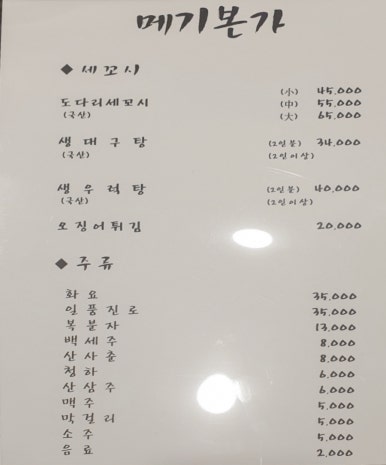 메기본가
◆ 세꼬시
(小) 45,000
도다리세꼬시 (中) 55,000
(국산) (大) 65,000
생대구탕 (2인분) 34,000
(국산) (2인이상)
생우럭탕 (2인분) 40,000
(국산) (2인이상)
오징어튀김 20,000
◆ 주류
화요 35,000
일품진로 35,000
복분자 13,000
백세주 8,000
산사춘 8,000
청하 6,000
산상주 6,000
맥주 5,000
막걸리 5,000
소주 5,000
음료 2,000